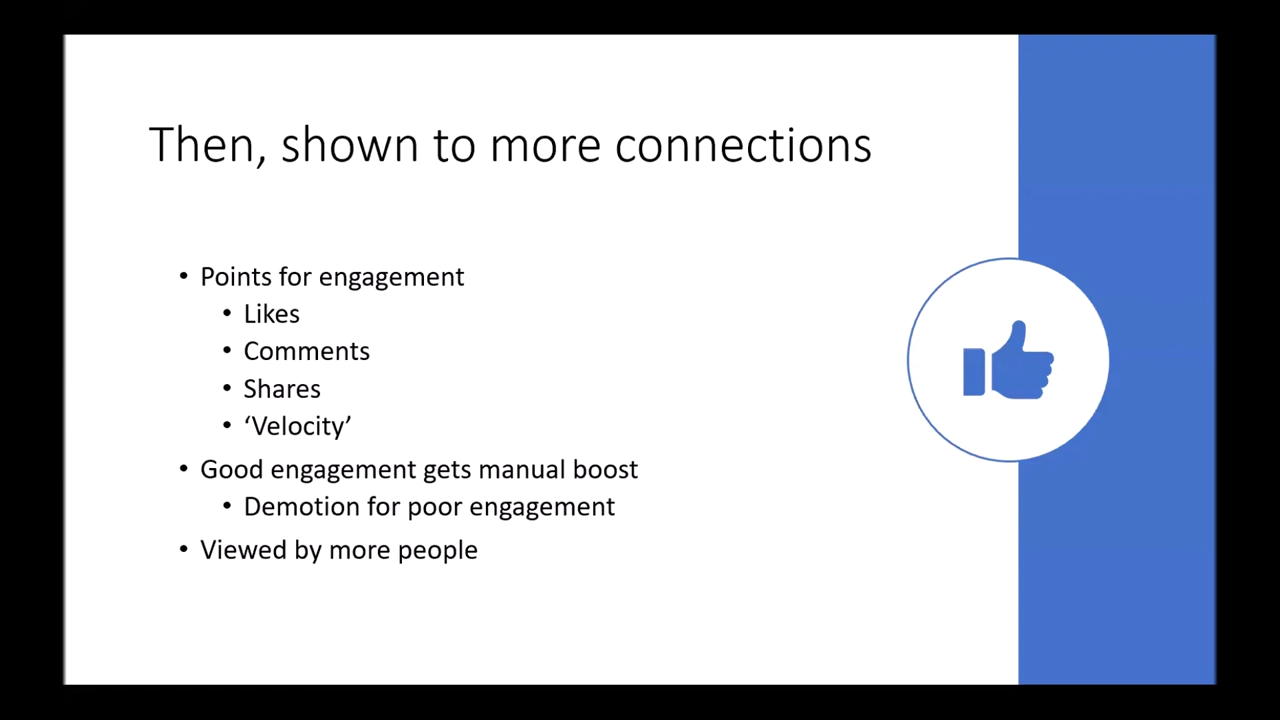 Then, shown to more connections
• Points for engagement
• Likes
• Comments
• Shares
• ‘Velocity’
• Good engagement gets manual boost
• Demotion for poor engagement
• Viewed by more people